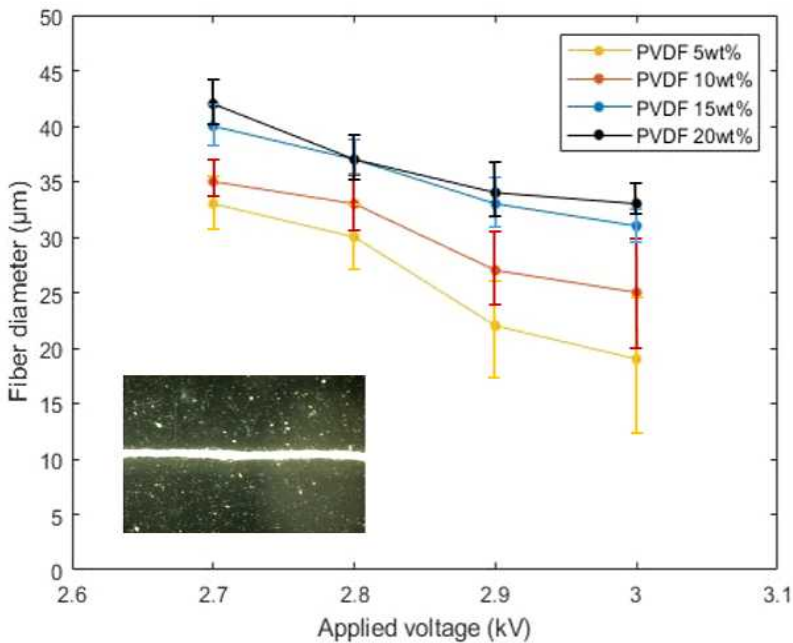 50
45
40
35
30
25
20
15
10
5
0
Fiber diameter (µm)
PVDF 5wt%
PVDF 10wt%
PVDF 15wt%
PVDF 20wt%
2.6
2.7
2.8
2.9
3
3.1
Applied voltage (kV)